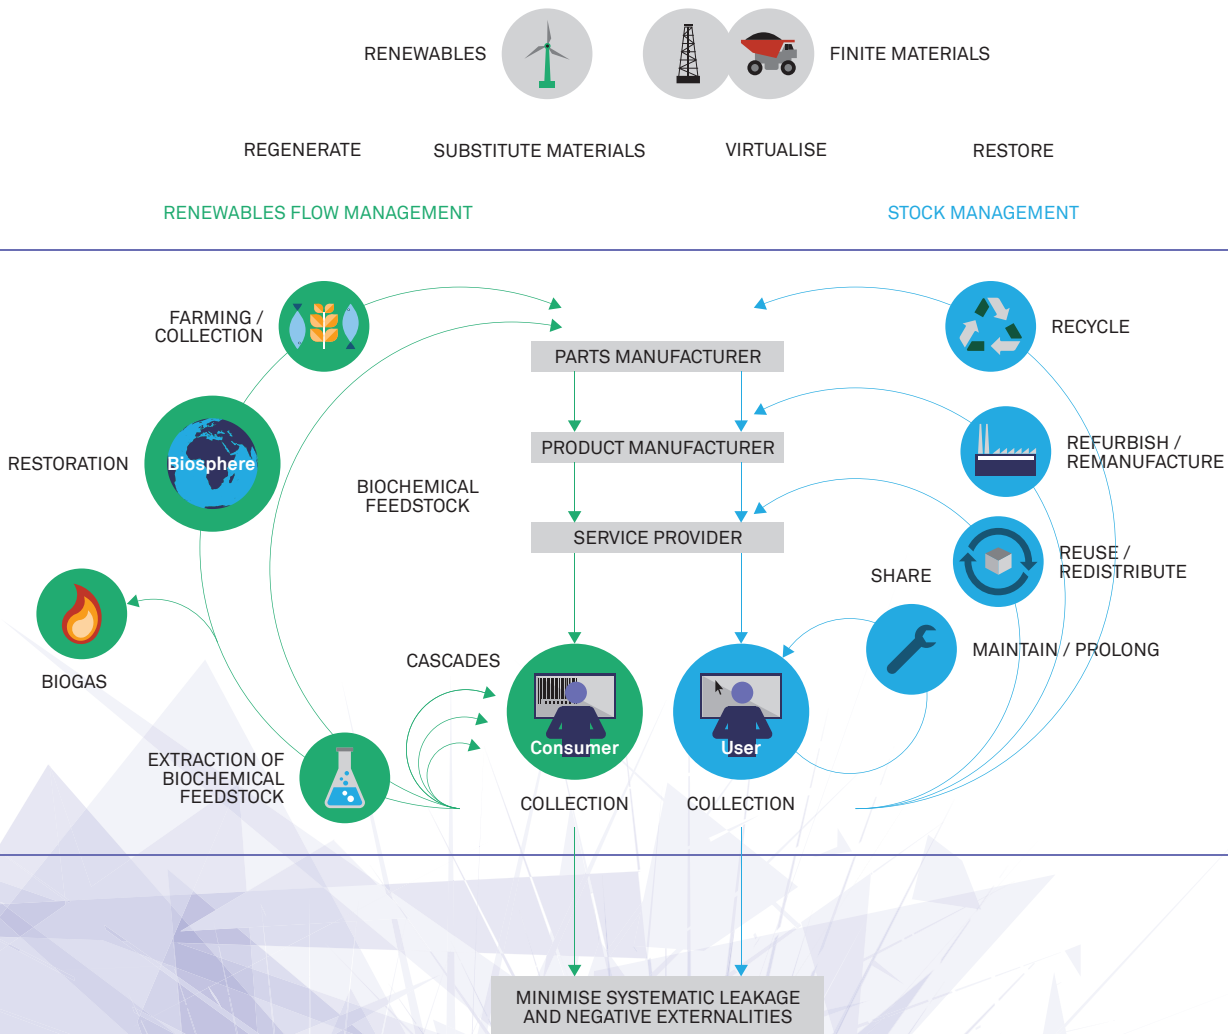 RENEWABLES
FINITE MATERIALS
REGENERATE
SUBSTITUTE MATERIALS
VIRTUALISE
RESTORE
RENEWABLES FLOW MANAGEMENT
STOCK MANAGEMENT
FARMING /
COLLECTION
RECYCLE
PARTS MANUFACTURER
PRODUCT MANUFACTURER
REFURBISH /
REMANUFACTURE
RESTORATION
Biosphere
BIOCHEMICAL
FEEDSTOCK
SERVICE PROVIDER
REUSE /
REDISTRIBUTE
SHARE
MAINTAIN / PROLONG
BIOGAS
CASCADES
Consumer
User
EXTRACTION OF
BIOCHEMICAL
FEEDSTOCK
COLLECTION
COLLECTION
MINIMISE SYSTEMATIC LEAKAGE
AND NEGATIVE EXTERNALITIES